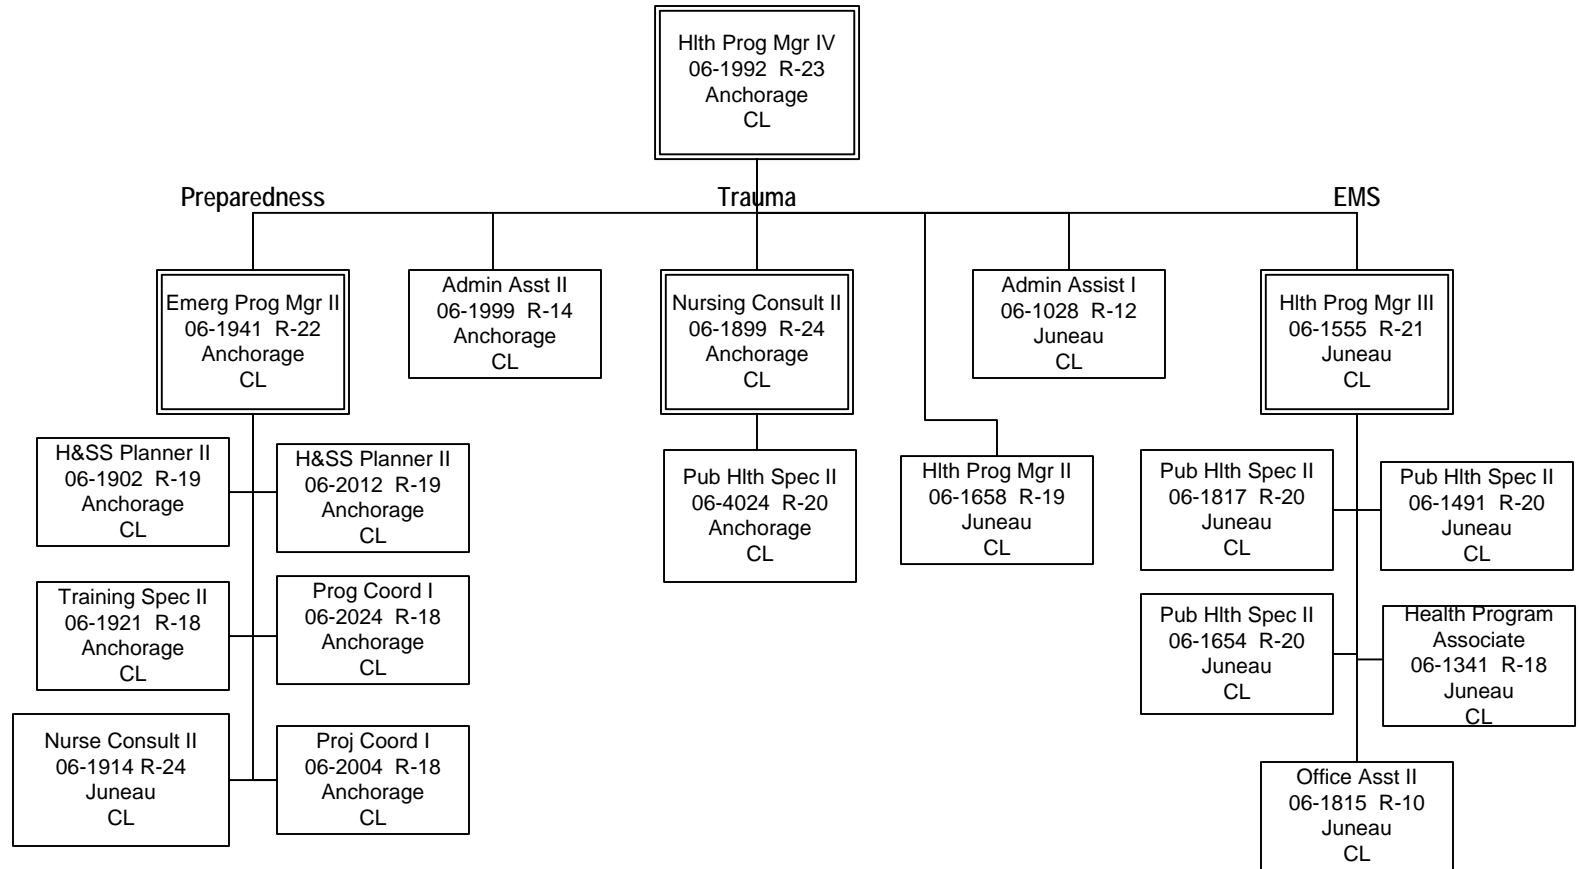 Hlth Prog Mgr IV
06-1992 R-23
Anchorage
CL
Preparedness
Trauma
EMS
Emerg Prog Mgr II
06-1941 R-22
Anchorage
CL
Admin Asst II
06-1999 R-14
Anchorage
CL
Nursing Consult II
06-1899 R-24
Anchorage
CL
Admin Assist I
06-1028 R-12
Juneau
CL
Hlth Prog Mgr III
06-1555 R-21
Juneau
CL
H&SS Planner II
06-1902 R-19
Anchorage
CL
H&SS Planner II
06-2012 R-19
Anchorage
CL
Pub Hlth Spec II
06-4024 R-20
Anchorage
CL
Hlth Prog Mgr II
06-1658 R-19
Juneau
CL
Pub Hlth Spec II
06-1817 R-20
Juneau
CL
Pub Hlth Spec II
06-1491 R-20
Juneau
CL
Training Spec II
06-1921 R-18
Anchorage
CL
Prog Coord I
06-2024 R-18
Anchorage
CL
Pub Hlth Spec II
06-1654 R-20
Juneau
CL
Health Program
Associate
06-1341 R-18
Juneau
CL
Nurse Consult II
06-1914 R-24
Juneau
CL
Proj Coord I
06-2004 R-18
Anchorage
CL
Office Asst II
06-1815 R-10
Juneau
CL